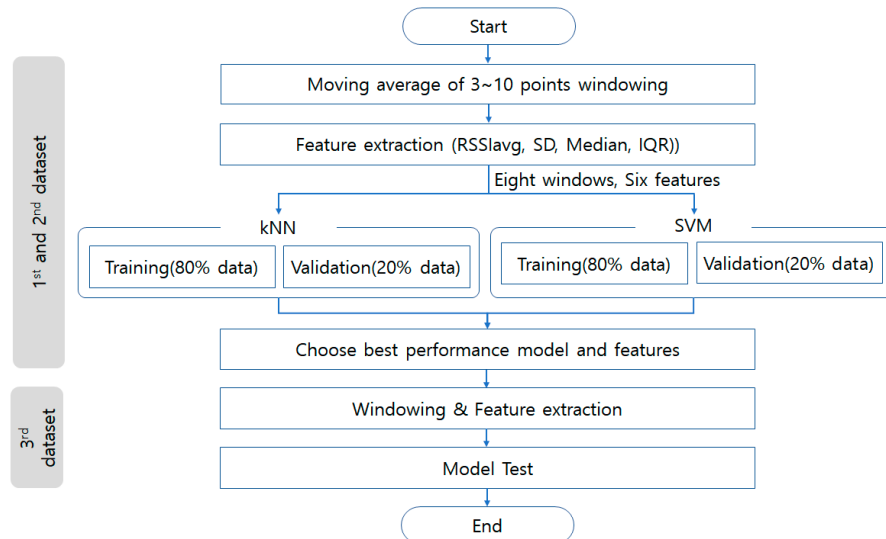 Start
1st and 2nd dataset
Moving average of 3~10 points windowing
Feature extraction (RSSIavg, SD, Median, IQR))
Eight windows, Six features
kNN
Training(80% data)
Validation(20% data)
SVM
Training(80% data)
Validation(20% data)
Choose best performance model and features
3rd
dataset
Windowing & Feature extraction
Model Test
End